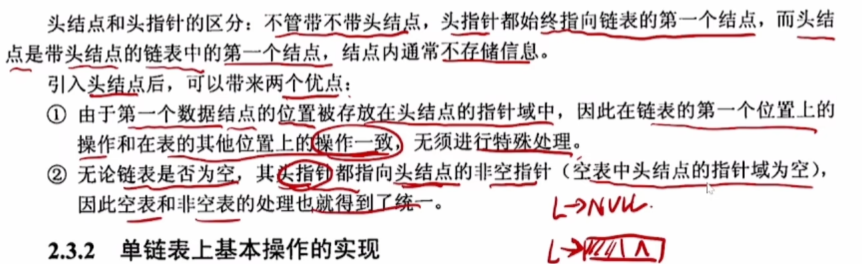 头结点和头指针的区分：不管带不带头结点，头指针都始终指向链表的第一个结点，而头结
点是带头结点的链表中的第一个结点，结点内通常不存储信息。
引入头结点后，可以带来两个优点：
① 由于第一个数据结点的位置被存放在头结点的指针域中，因此在链表的第一个位置上的
操作和在表的其他位置上的操作一致，无须进行特殊处理。
② 无论链表是否为空，其头指针都指向头结点的非空指针（空表中头结点的指针域为空），
因此空表和非空表的处理也就得到了统一。
L→NULL.
2.3.2 单链表上基本操作的实现
L→ ∧